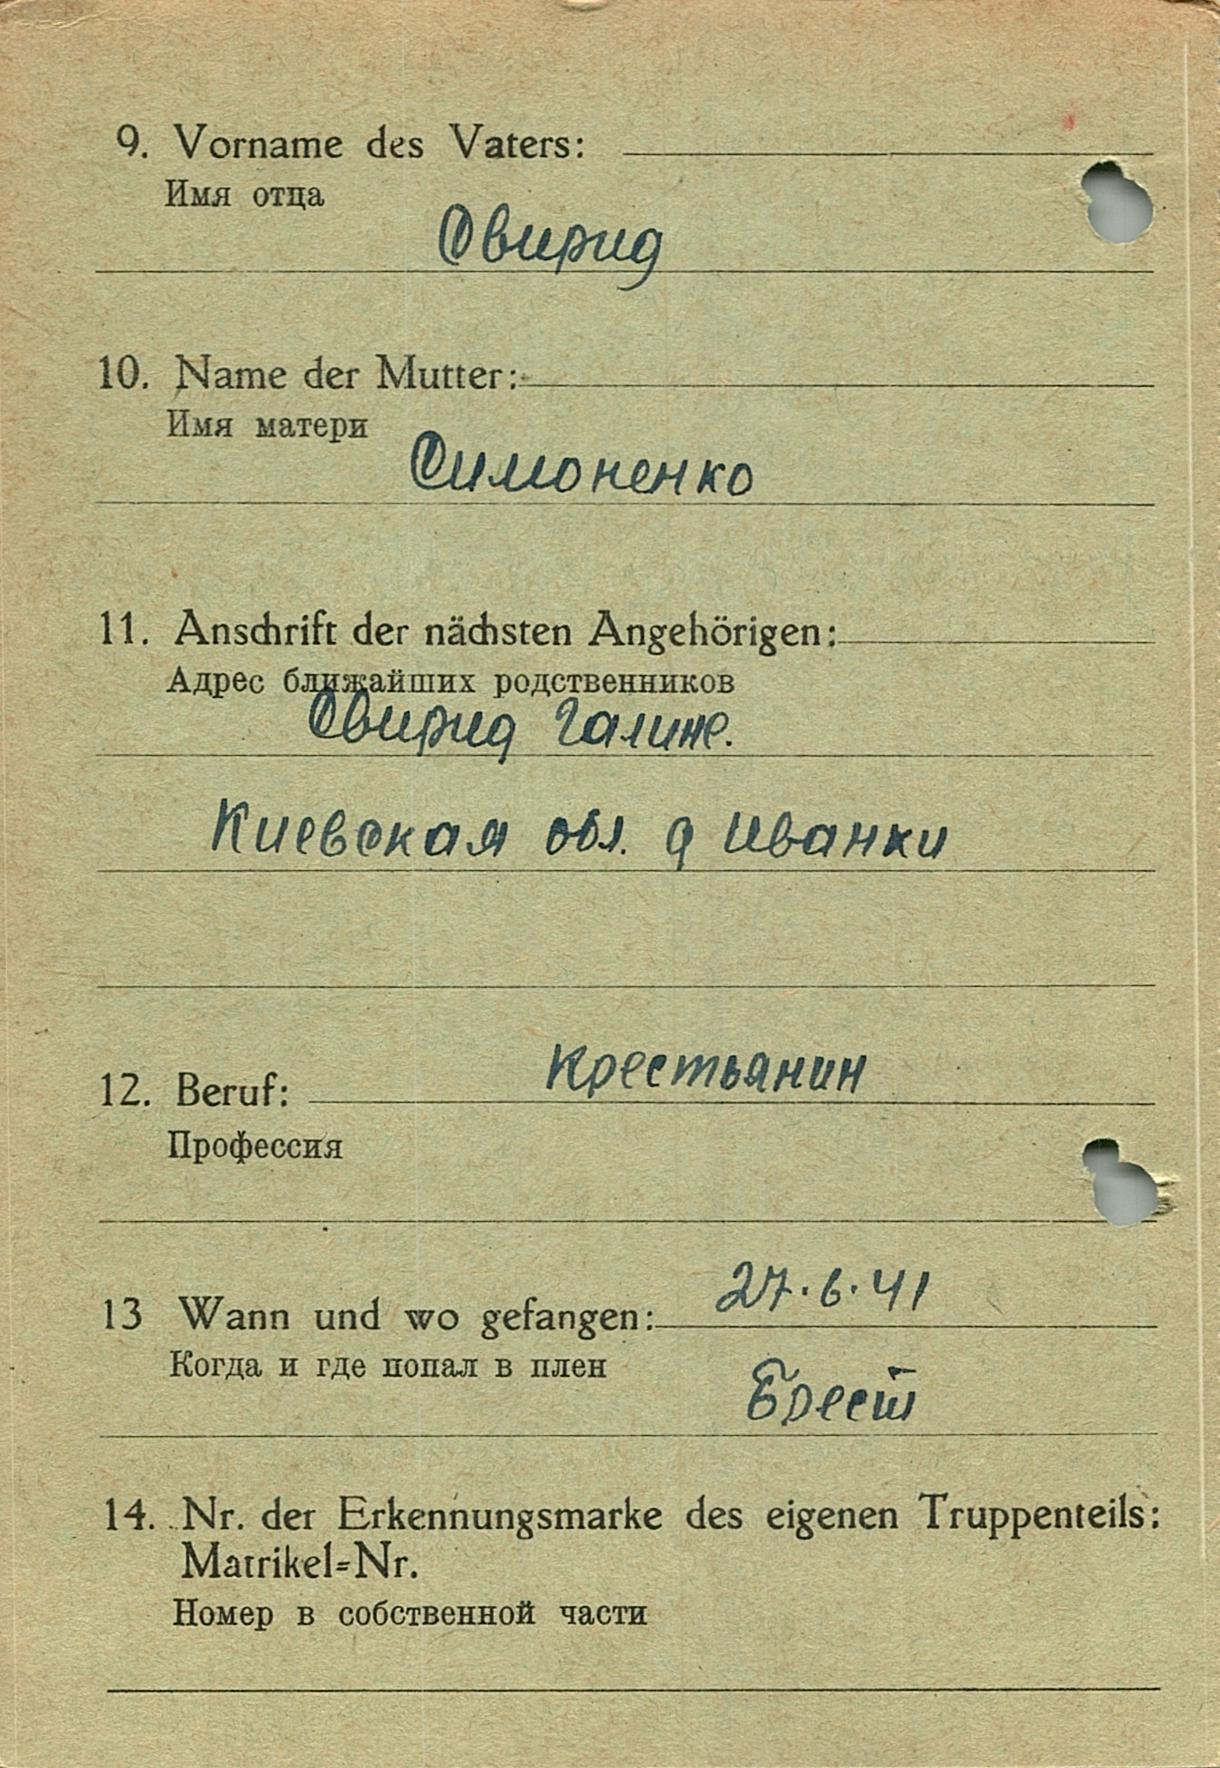 9. Vorname des Vaters:
Имя отца
Свирид
10. Name der Mutter:
Имя матери
Симоненко
11. Anschrift der nächsten Angehörigen:
Адрес ближайших родственников
Свирид Галине.
Киевская обл. д Иванки
12. Beruf: Крестьянин
Профессия
13 Wann und wo gefangen: 27.6.41
Когда и где попал в плен
Брест
14. Nr. der Erkennungsmarke des eigenen Truppenteils:
Matrikel=Nr.
Номер в собственной части